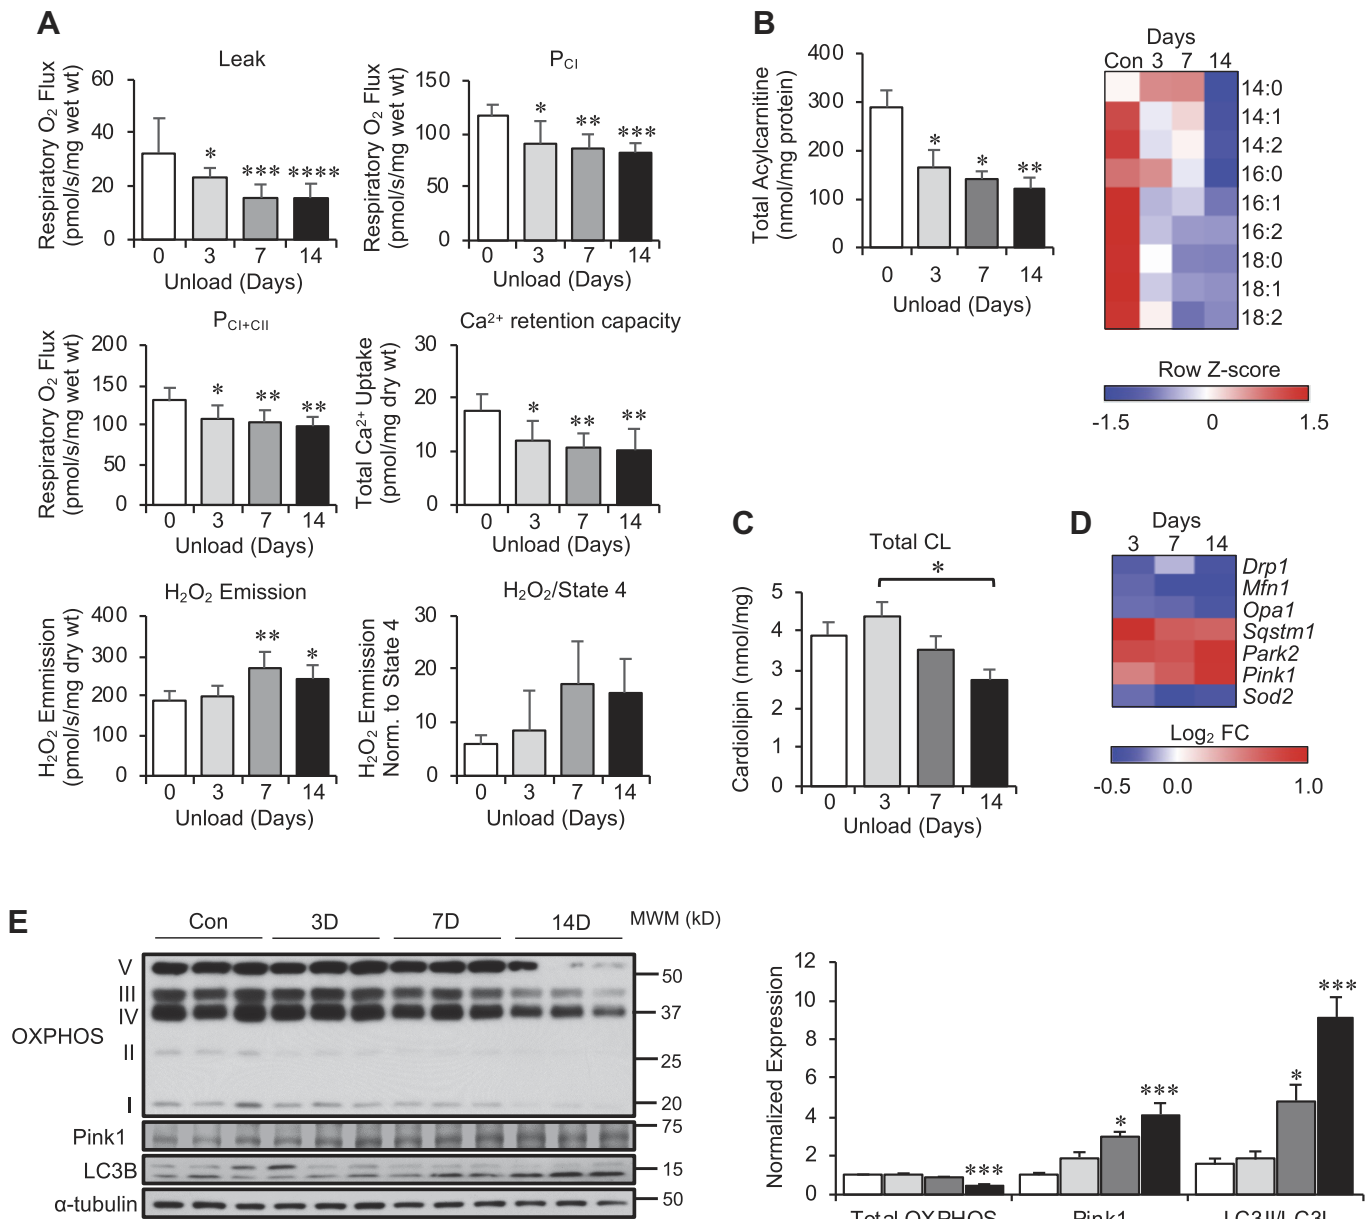 A
Leak
Respiratory O₂ Flux
(pmol/s/mg wet wt)
60
40
20
0
*
***
****
0 3 7 14
Unload (Days)
P_CI
Respiratory O₂ Flux
(pmol/s/mg wet wt)
150
100
50
0
*
**
***
0 3 7 14
Unload (Days)
P_CI+CII
Respiratory O₂ Flux
(pmol/s/mg wet wt)
200
150
100
50
0
*
**
**
0 3 7 14
Unload (Days)
Ca²⁺ retention capacity
Total Ca²⁺ Uptake
(pmol/mg dry wt)
30
20
10
0
*
**
**
0 3 7 14
Unload (Days)
H₂O₂ Emission
H₂O₂ Emmission
(pmol/s/mg dry wt)
400
300
200
100
0
**
*
0 3 7 14
Unload (Days)
H₂O₂/State 4
H₂O₂ Emmission
Norm. to State 4
30
20
10
0
0 3 7 14
Unload (Days)
B
Total Acylcarnitine
(nmol/mg protein)
400
300
200
100
0
*
*
**
0 3 7 14
Unload (Days)
Days
Con 3 7 14
14:0
14:1
14:2
16:0
16:1
16:2
18:0
18:1
18:2
Row Z-score
-1.5 0 1.5
C
Total CL
Cardiolipin (nmol/mg)
5
4
3
2
1
0
*
0 3 7 14
Unload (Days)
D
Days
3 7 14
Drp1
Mfn1
Opa1
Sqstm1
Park2
Pink1
Sod2
Log₂ FC
-0.5 0.0 1.0
E
Con 3D 7D 14D MWM (kD)
OXPHOS
V
III
IV
II
I
50
37
25
20
Pink1
75
LC3B
15
α-tubulin
50
Normalized Expression
12
10
8
6
4
2
0
***
*
***
*
***
Total OXPHOS Pink1 LC3II/LC3I